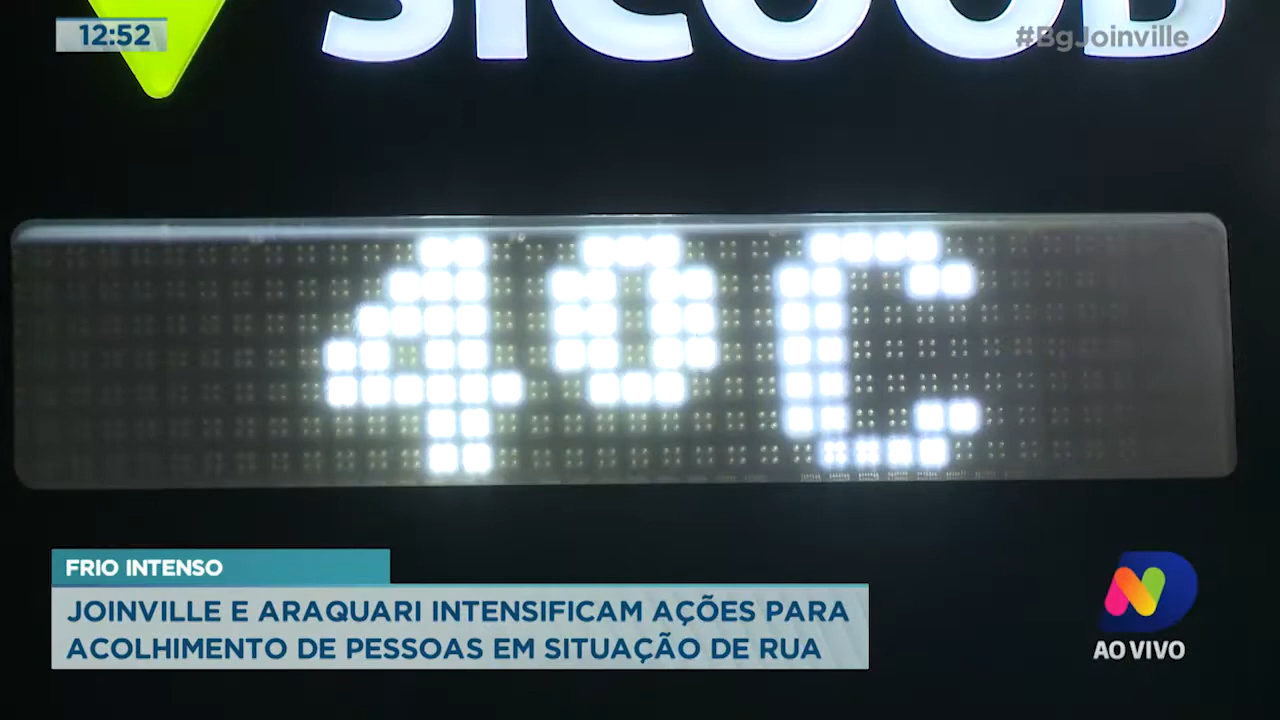 SICOOB
12:52
#BgJoinville
4ºC
FRIO INTENSO
JOINVILLE E ARAQUARI INTENSIFICAM AÇÕES PARA
ACOLHIMENTO DE PESSOAS EM SITUAÇÃO DE RUA
AO VIVO